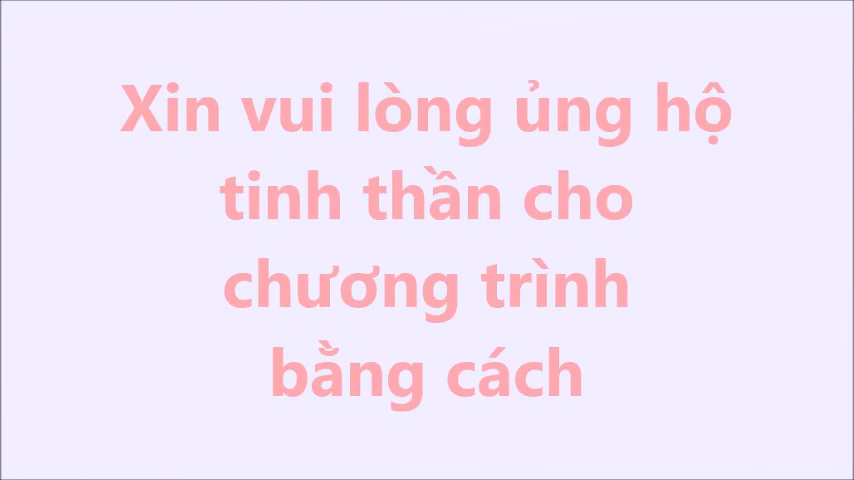 Xin vui lòng ủng hộ
tinh thần cho
chương trình
bằng cách